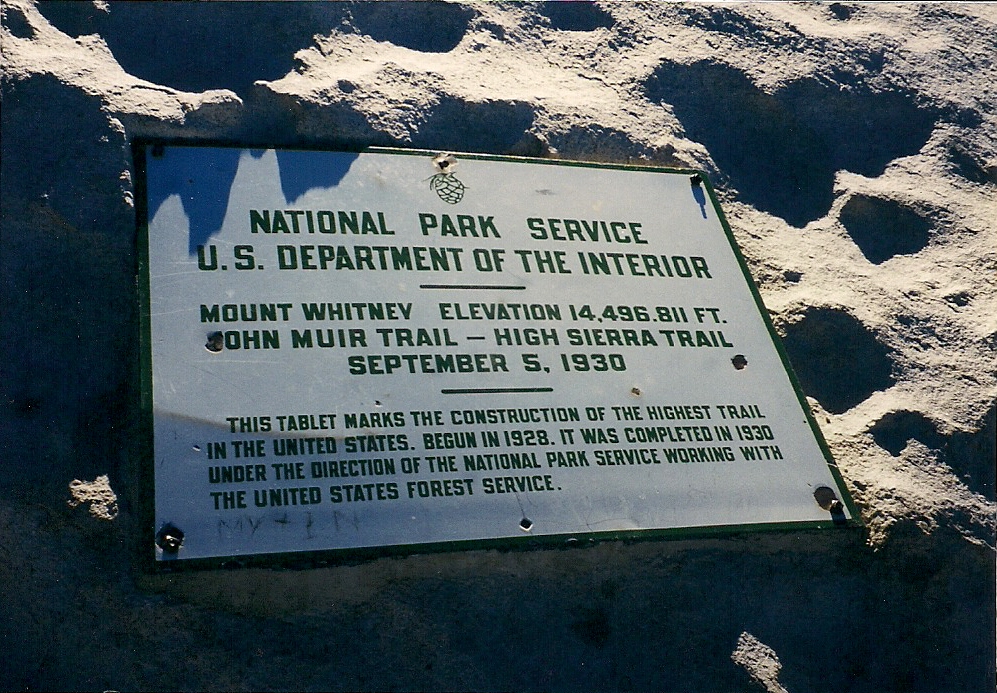 NATIONAL PARK SERVICE
U.S. DEPARTMENT OF THE INTERIOR
MOUNT WHITNEY ELEVATION 14,496.811 FT.
JOHN MUIR TRAIL – HIGH SIERRA TRAIL
SEPTEMBER 5, 1930
THIS TABLET MARKS THE CONSTRUCTION OF THE HIGHEST TRAIL
IN THE UNITED STATES. BEGUN IN 1928. IT WAS COMPLETED IN 1930
UNDER THE DIRECTION OF THE NATIONAL PARK SERVICE WORKING WITH
THE UNITED STATES FOREST SERVICE.